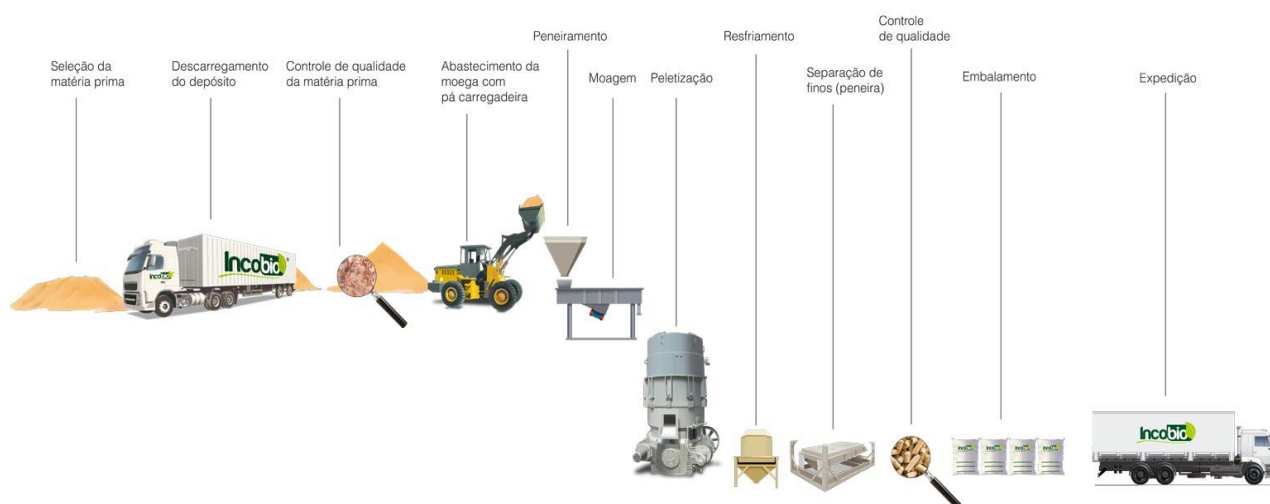 Seleção da
matéria prima
Descarregamento
do depósito
Controle de qualidade
da matéria prima
Abastecimento da
moega com
pá carregadeira
Peneiramento
Moagem
Peletização
Resfriamento
Separação de
finos (peneira)
Controle
de qualidade
Embalamento
Expedição
Incobio
Incobio
Incobio